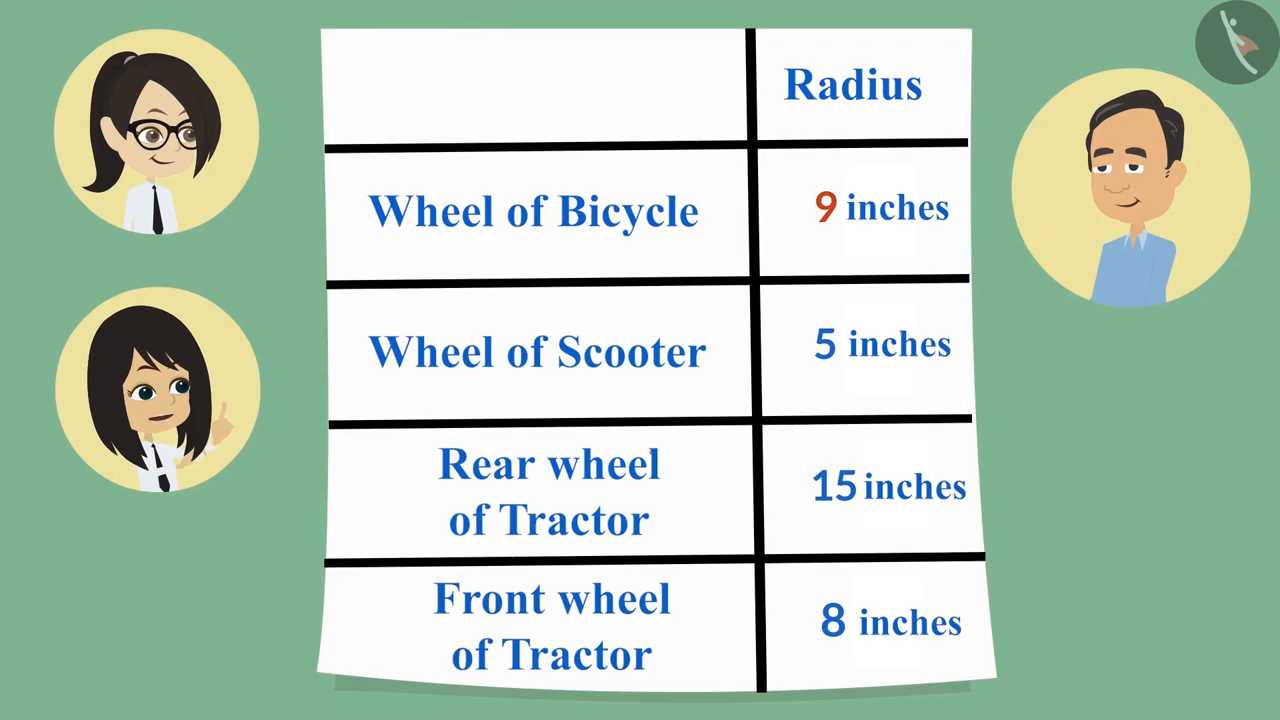 Radius
Wheel of Bicycle 9 inches
Wheel of Scooter 5 inches
Rear wheel
of Tractor 15 inches
Front wheel
of Tractor 8 inches